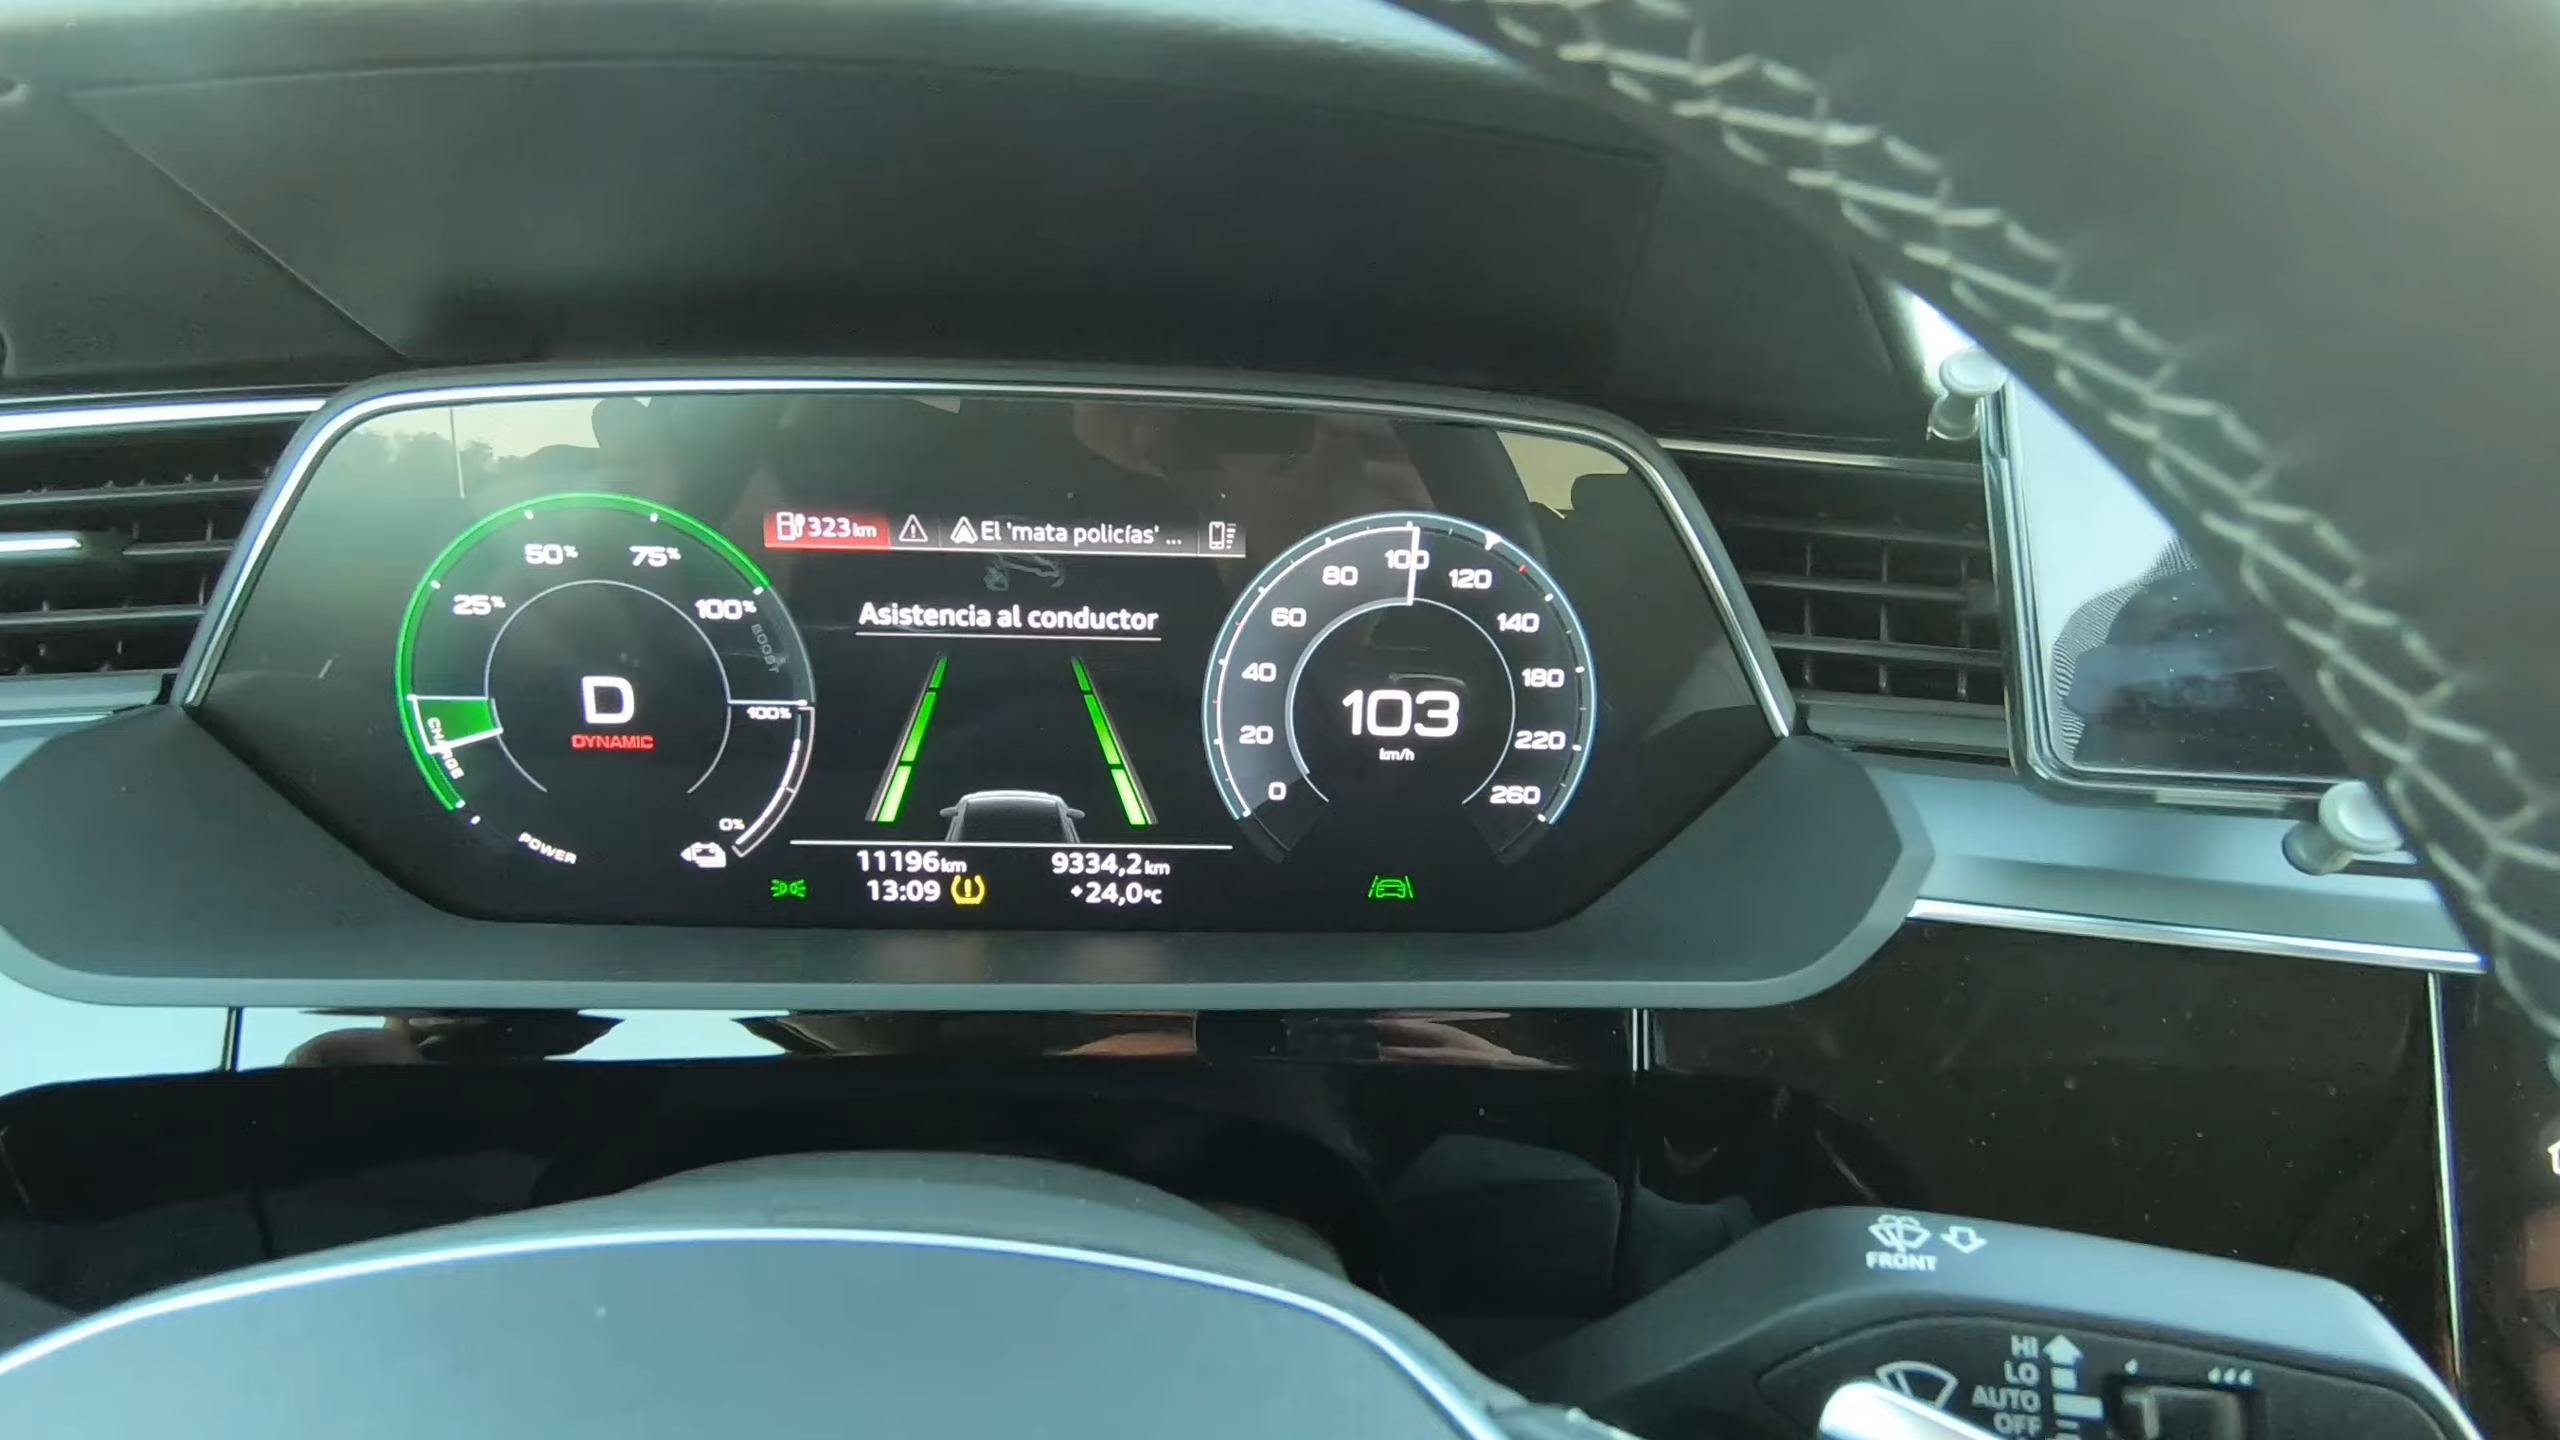 323 km
El 'mata policías' ...
Asistencia al conductor
25%
50%
75%
100%
BOOST
D
DYNAMIC
CHARGE
POWER
100%
0%
0
20
40
60
80
100
120
140
180
220
260
103
km/h
11196 km
9334,2 km
13:09
+24,0 °C
FRONT
HI
LO
AUTO
OFF